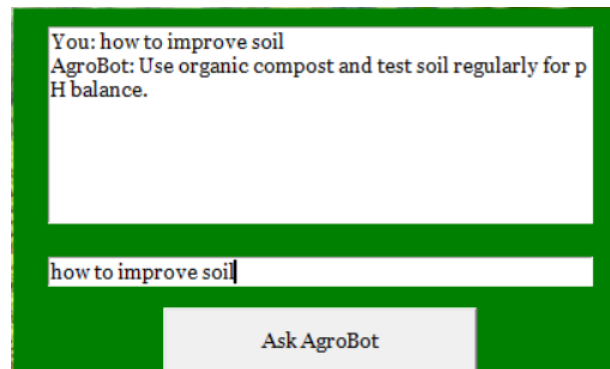 You: how to improve soil
AgroBot: Use organic compost and test soil regularly for p
H balance.
how to improve soil
Ask AgroBot